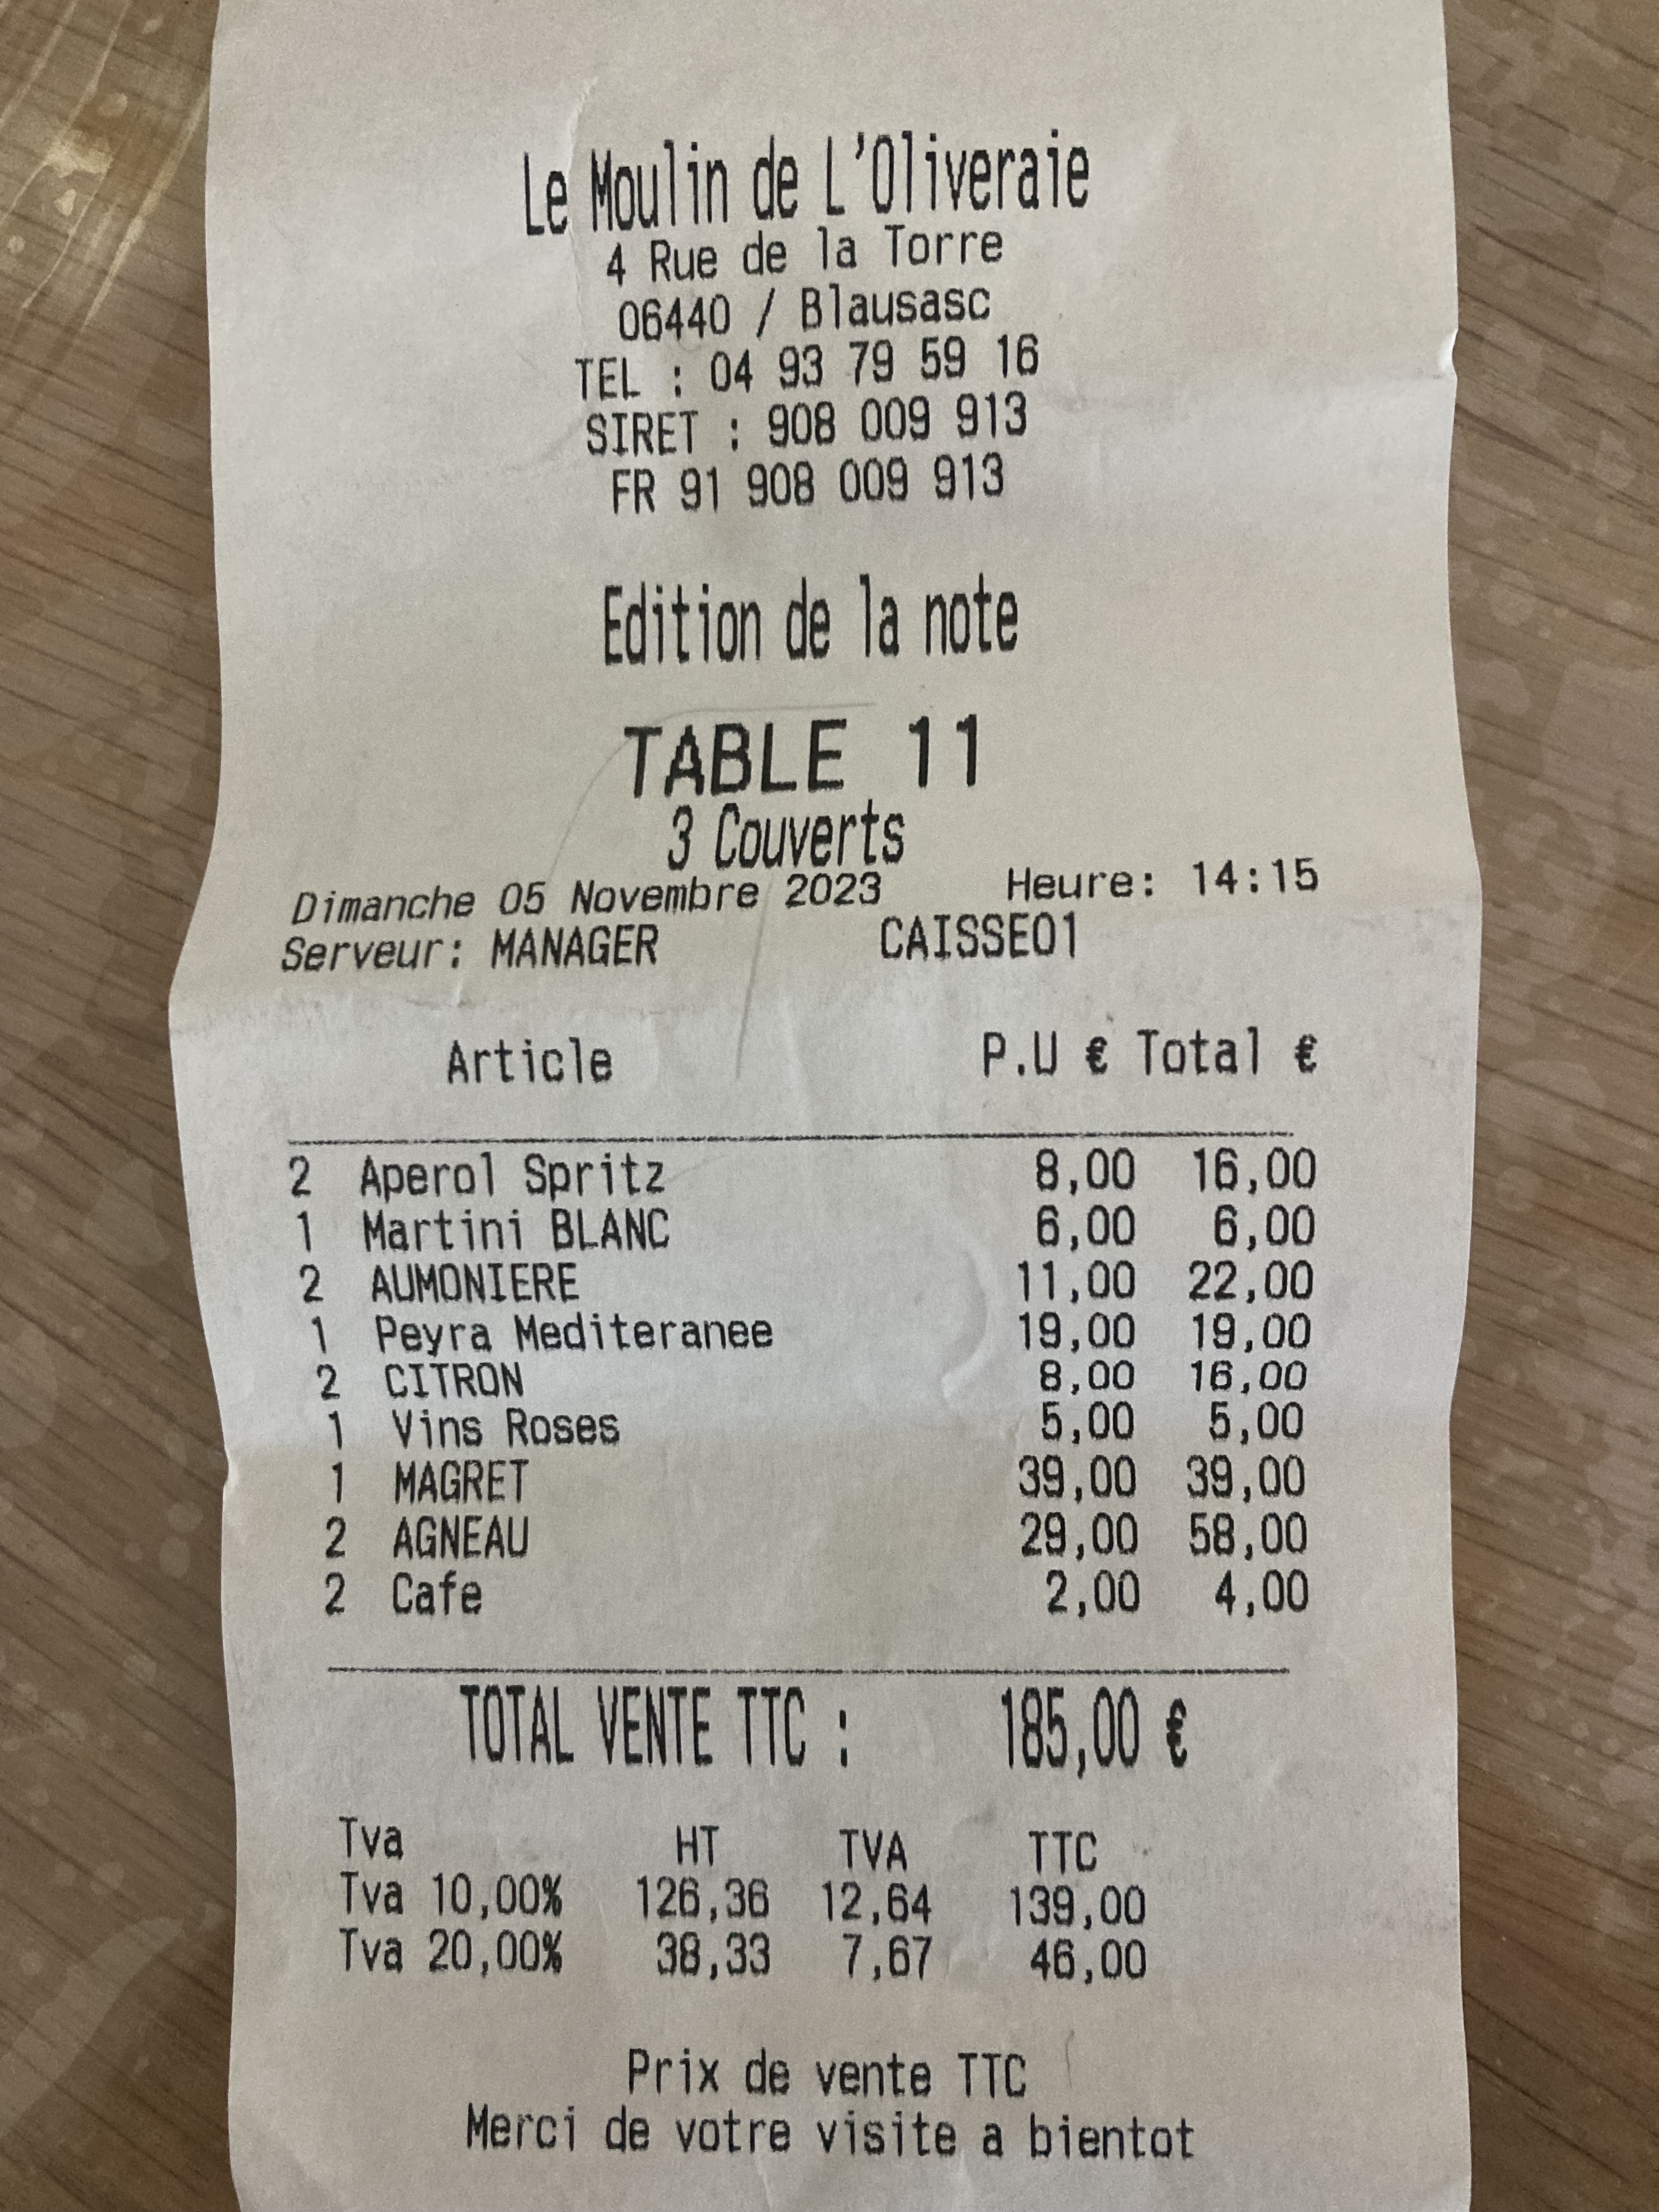 Le Moulin de L'Oliveraie
4 Rue de la Torre
06440 / Blausasc
TEL : 04 93 79 59 16
SIRET : 908 009 913
FR 91 908 009 913
Edition de la note
TABLE 11
3 Couverts
Dimanche 05 Novembre 2023 Heure: 14:15
Serveur: MANAGER CAISSE01
Article P.U € Total €
2 Aperol Spritz 8,00 16,00
1 Martini BLANC 6,00 6,00
2 AUMONIERE 11,00 22,00
1 Peyra Mediteranee 19,00 19,00
2 CITRON 8,00 16,00
1 Vins Roses 5,00 5,00
1 MAGRET 39,00 39,00
2 AGNEAU 29,00 58,00
2 Cafe 2,00 4,00
TOTAL VENTE TTC : 185,00 €
Tva HT TVA TTC
Tva 10,00% 126,36 12,64 139,00
Tva 20,00% 38,33 7,67 46,00
Prix de vente TTC
Merci de votre visite a bientot